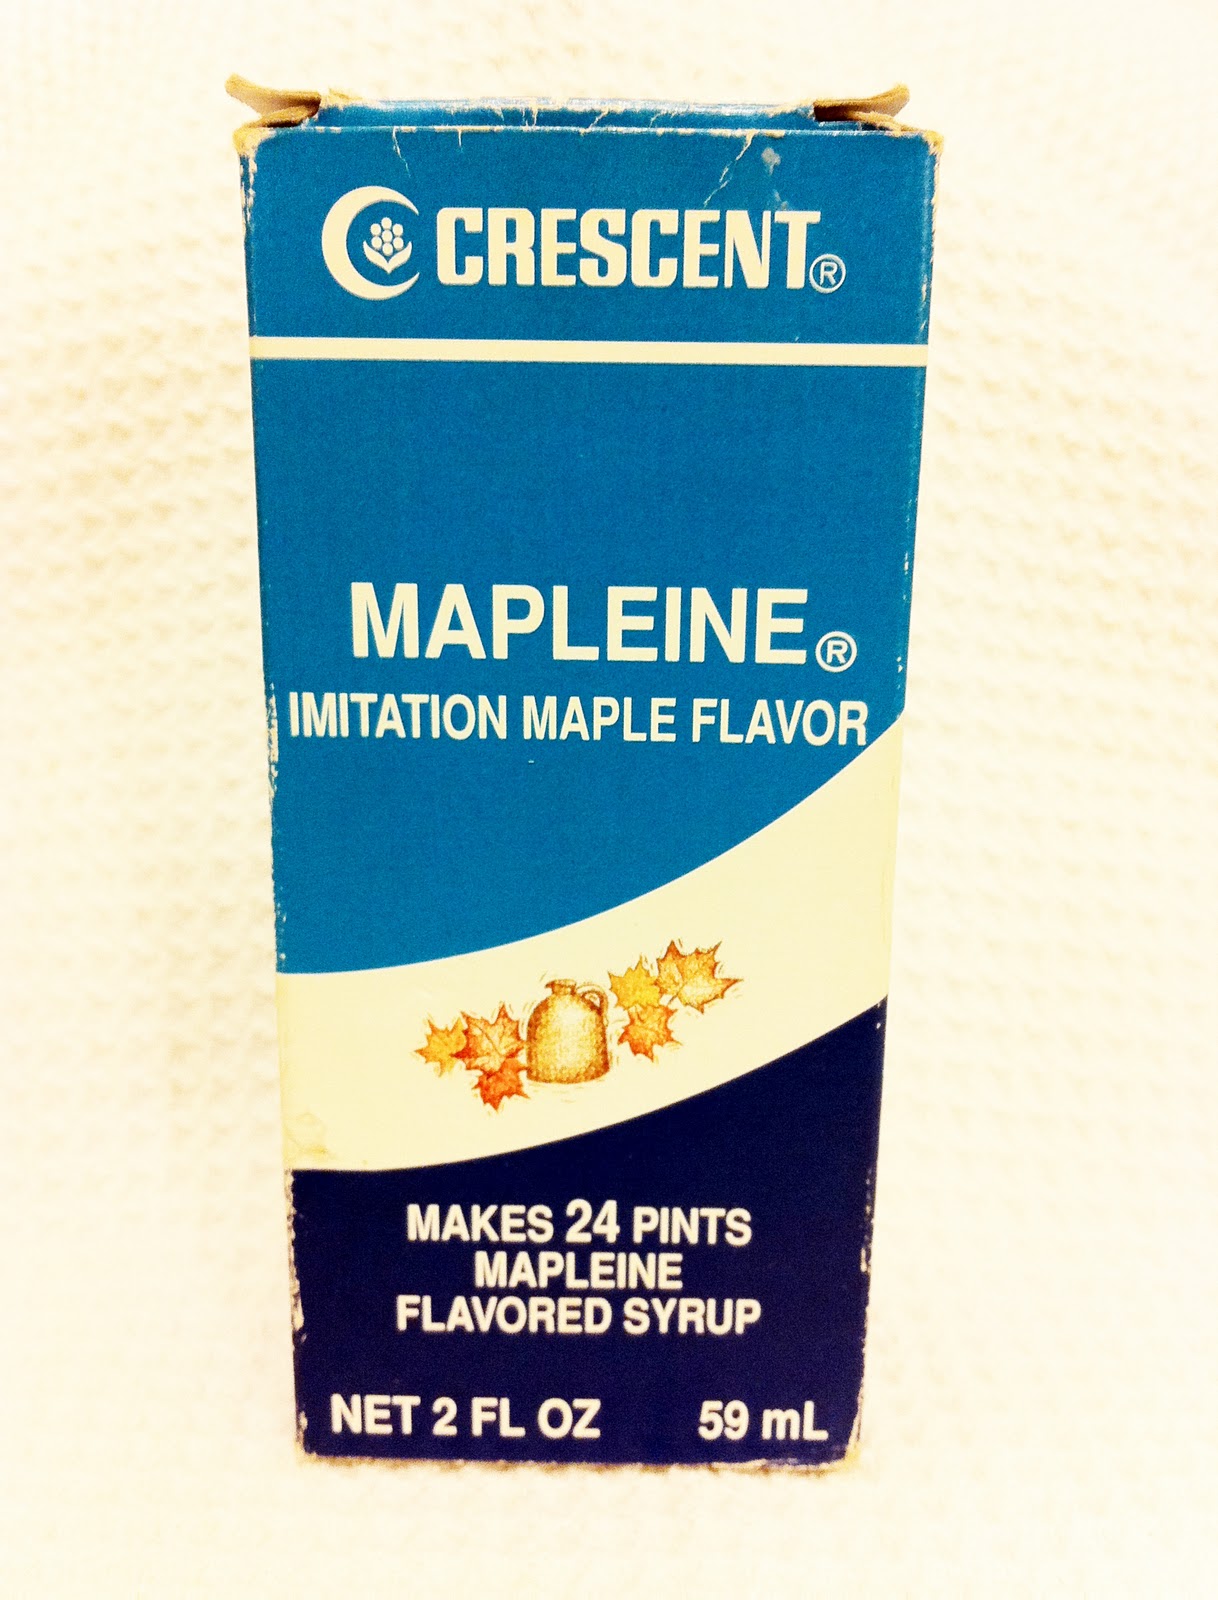 CRESCENT®
MAPLEINE®
IMITATION MAPLE FLAVOR
MAKES 24 PINTS
MAPLEINE
FLAVORED SYRUP
NET 2 FL OZ 59 mL